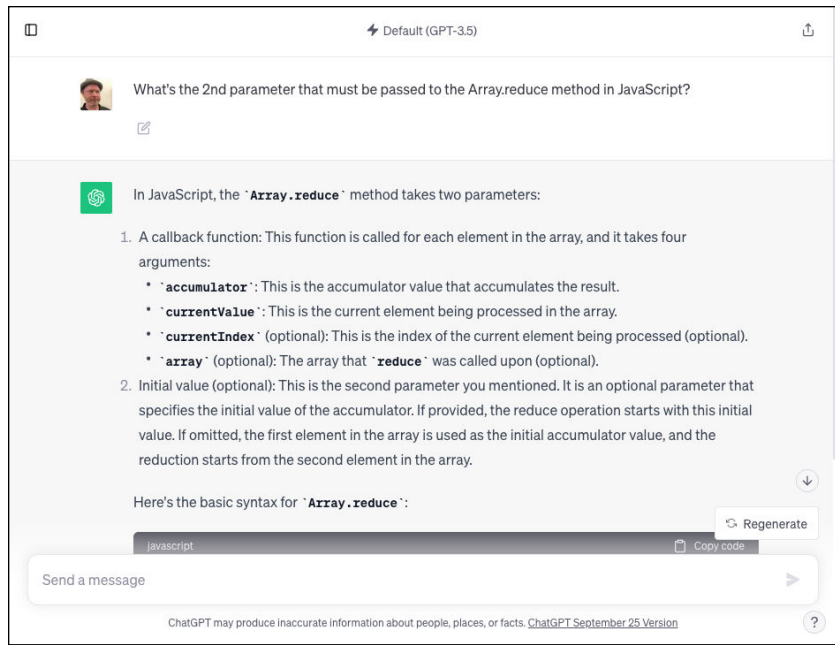 Default (GPT-3.5)
What's the 2nd parameter that must be passed to the Array.reduce method in JavaScript?
In JavaScript, the `Array.reduce` method takes two parameters:
1. A callback function: This function is called for each element in the array, and it takes four
arguments:
• `accumulator`: This is the accumulator value that accumulates the result.
• `currentValue`: This is the current element being processed in the array.
• `currentIndex` (optional): This is the index of the current element being processed (optional).
• `array` (optional): The array that `reduce` was called upon (optional).
2. Initial value (optional): This is the second parameter you mentioned. It is an optional parameter that
specifies the initial value of the accumulator. If provided, the reduce operation starts with this initial
value. If omitted, the first element in the array is used as the initial accumulator value, and the
reduction starts from the second element in the array.
Here's the basic syntax for `Array.reduce`:
Regenerate
javascript Copy code
Send a message
ChatGPT may produce inaccurate information about people, places, or facts. ChatGPT September 25 Version
?